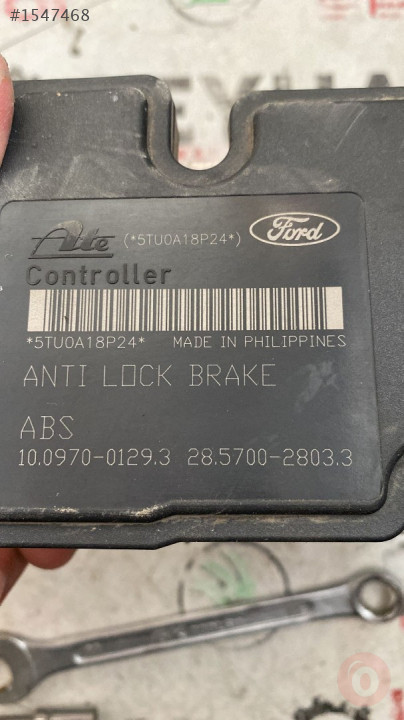 #1547468
Ate (*5TU0A18P24*) Ford
Controller
*5TU0A18P24* MADE IN PHILIPPINES
ANTI LOCK BRAKE
ABS
10.0970-0129.3 28.5700-2803.3